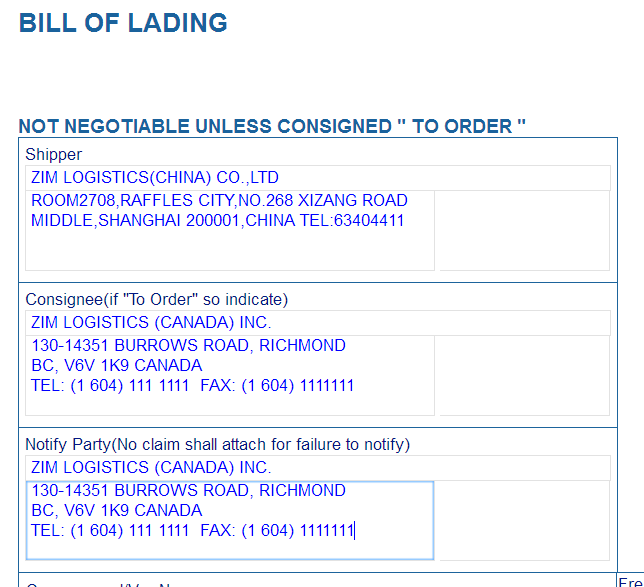 BILL OF LADING
NOT NEGOTIABLE UNLESS CONSIGNED " TO ORDER "
Shipper
ZIM LOGISTICS(CHINA) CO.,LTD
ROOM2708,RAFFLES CITY,NO.268 XIZANG ROAD
MIDDLE,SHANGHAI 200001,CHINA TEL:63404411
Consignee(if "To Order" so indicate)
ZIM LOGISTICS (CANADA) INC.
130-14351 BURROWS ROAD, RICHMOND
BC, V6V 1K9 CANADA
TEL: (1 604) 111 1111  FAX: (1 604) 1111111
Notify Party(No claim shall attach for failure to notify)
ZIM LOGISTICS (CANADA) INC.
130-14351 BURROWS ROAD, RICHMOND
BC, V6V 1K9 CANADA
TEL: (1 604) 111 1111  FAX: (1 604) 1111111
Fre